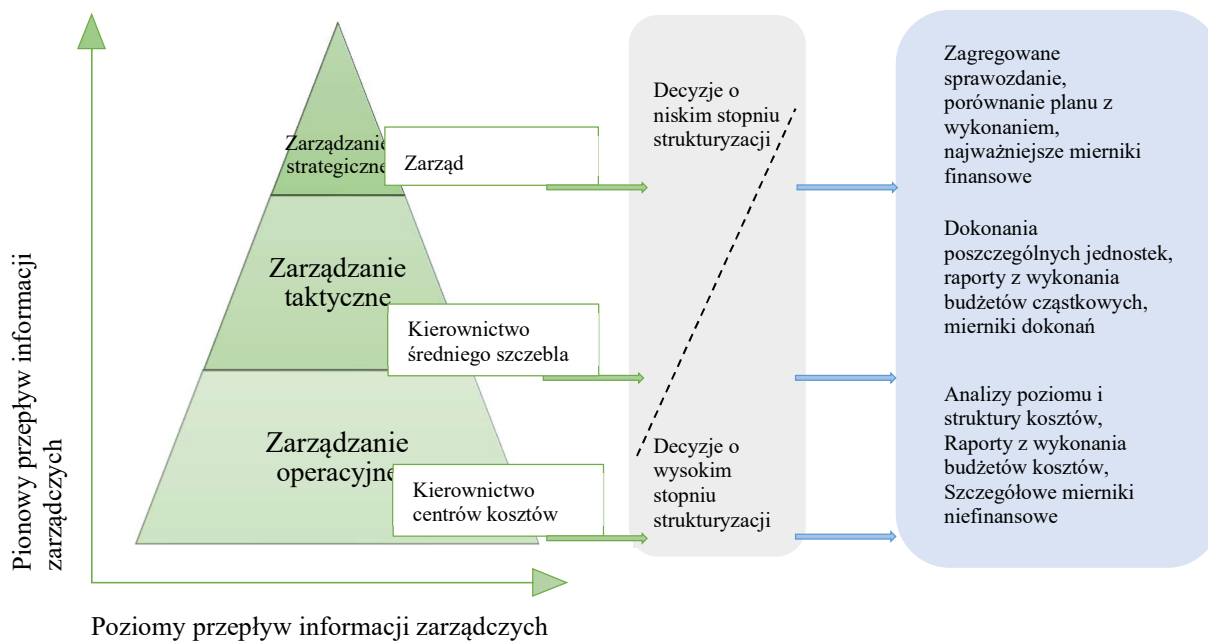 Zarządzanie
strategiczne
Zarząd
Zarządzanie
taktyczne
Kierownictwo
średniego szczebla
Zarządzanie
operacyjne
Kierownictwo
centrów kosztów
Decyzje o
niskim stopniu
strukturyzacji
Decyzje o
wysokim
stopniu
strukturyzacji
Zagregowane
sprawozdanie,
porównanie planu z
wykonaniem,
najważniejsze mierniki
finansowe
Dokonania
poszczególnych jednostek,
raporty z wykonania
budżetów cząstkowych,
mierniki dokonań
Analizy poziomu i
struktury kosztów,
Raporty z wykonania
budżetów kosztów,
Szczegółowe mierniki
niefinansowe
Pionowy przepływ informacji
zarządczych
Poziomy przepływ informacji zarządczych